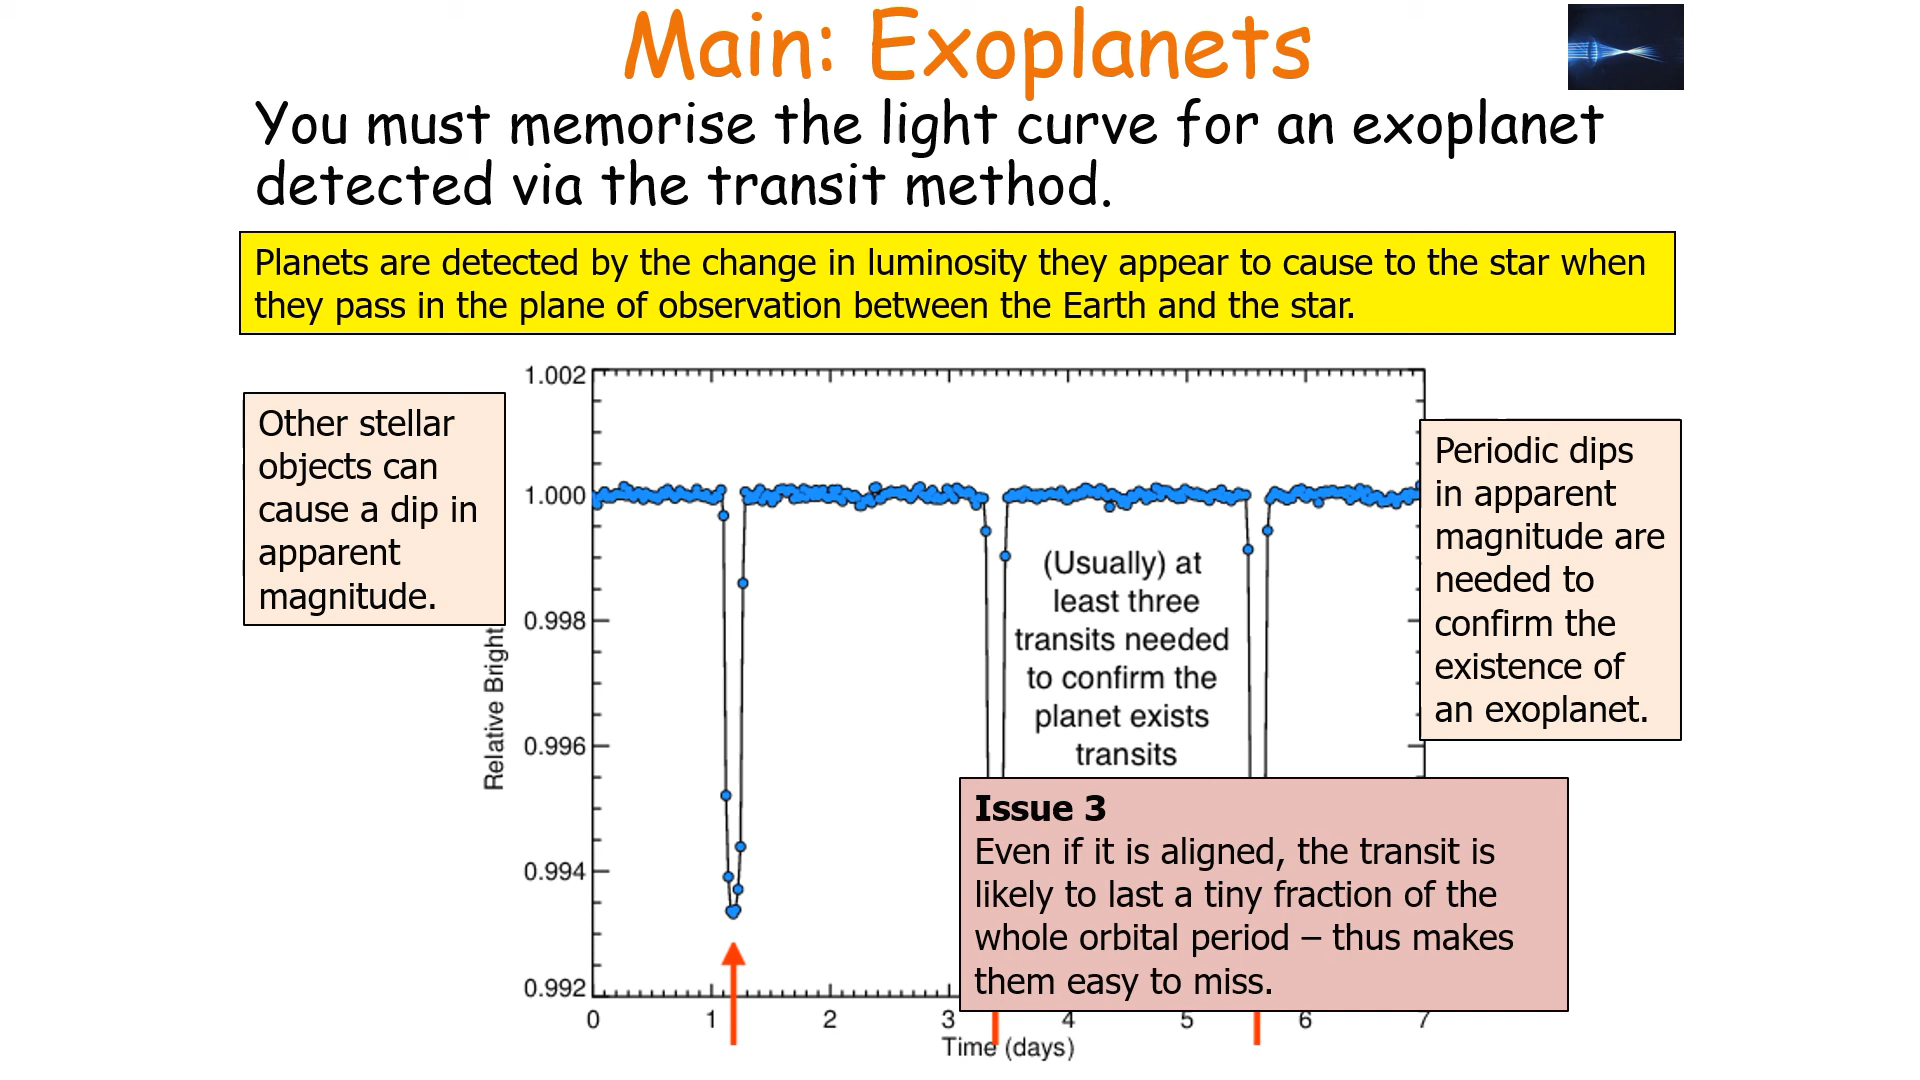 Main: Exoplanets
You must memorise the light curve for an exoplanet
detected via the transit method.
Planets are detected by the change in luminosity they appear to cause to the star when
they pass in the plane of observation between the Earth and the star.
Other stellar
objects can
cause a dip in
apparent
magnitude.
1.002
1.000
0.998
0.996
0.994
0.992
Relative Bright
(Usually) at
least three
transits needed
to confirm the
planet exists
transits
Periodic dips
in apparent
magnitude are
needed to
confirm the
existence of
an exoplanet.
Issue 3
Even if it is aligned, the transit is
likely to last a tiny fraction of the
whole orbital period – thus makes
them easy to miss.
0 1 2 3 4 5 6 7
Time (days)